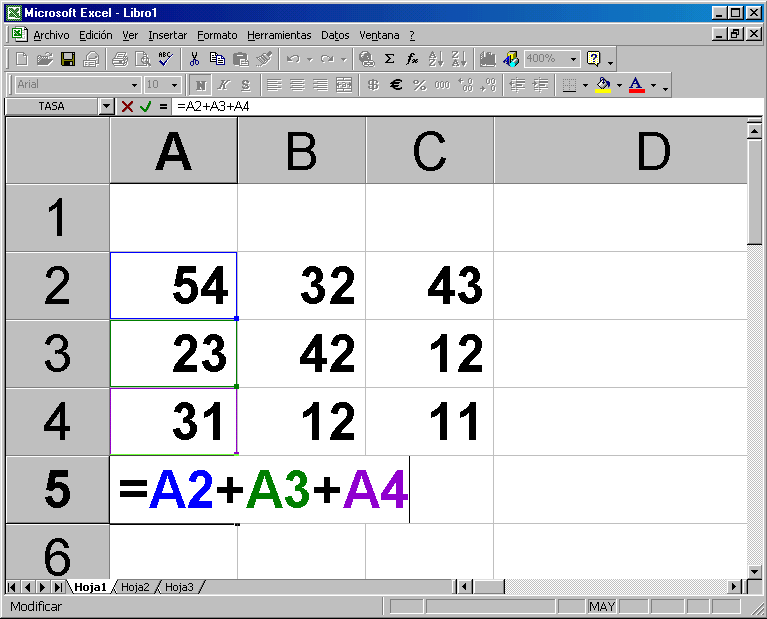 Microsoft Excel - Libro1
Archivo Edición Ver Insertar Formato Herramientas Datos Ventana ?
400%
Arial 10 N K S
TASA =A2+A3+A4
A B C D
1
2 54 32 43
3 23 42 12
4 31 12 11
5 =A2+A3+A4
6
Hoja1 Hoja2 Hoja3
Modificar MAY